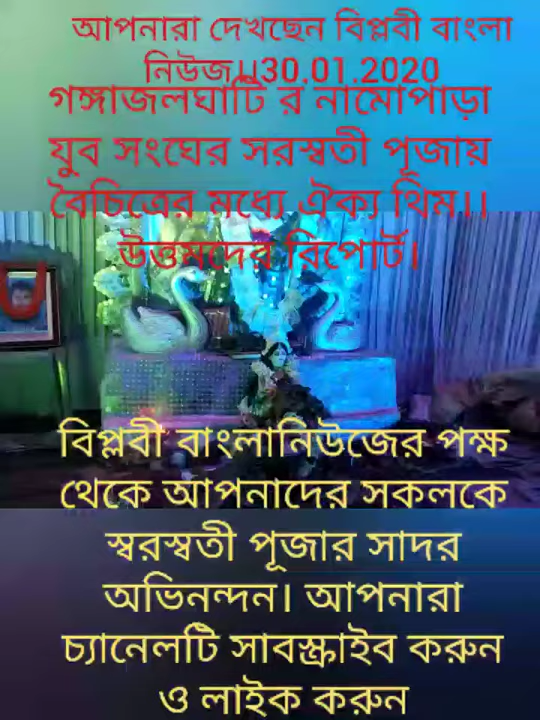 আপনারা দেখছেন বিপ্লবী বাংলা
নিউজ॥30.01.2020
গঙ্গাজলঘাটি র নামোপাড়া
যুব সংঘের সরস্বতী পূজায়
বৈচিত্রের মধ্যে ঐক্য থিম।।
উত্তমদের রিপোর্ট।
বিপ্লবী বাংলানিউজের পক্ষ
থেকে আপনাদের সকলকে
স্বরস্বতী পূজার সাদর
অভিনন্দন। আপনারা
চ্যানেলটি সাবস্ক্রাইব করুন
ও লাইক করুন